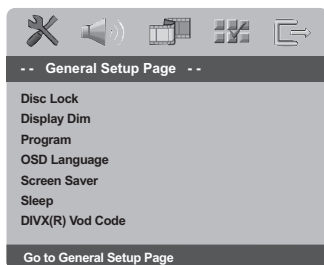 - - General Setup Page - -
Disc Lock
Display Dim
Program
OSD Language
Screen Saver
Sleep
DIVX(R) Vod Code
Go to General Setup Page